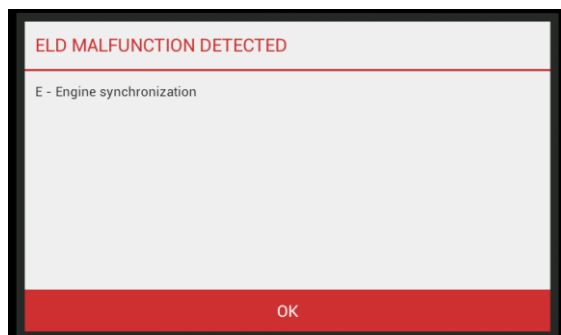 ELD MALFUNCTION DETECTED
E - Engine synchronization
OK